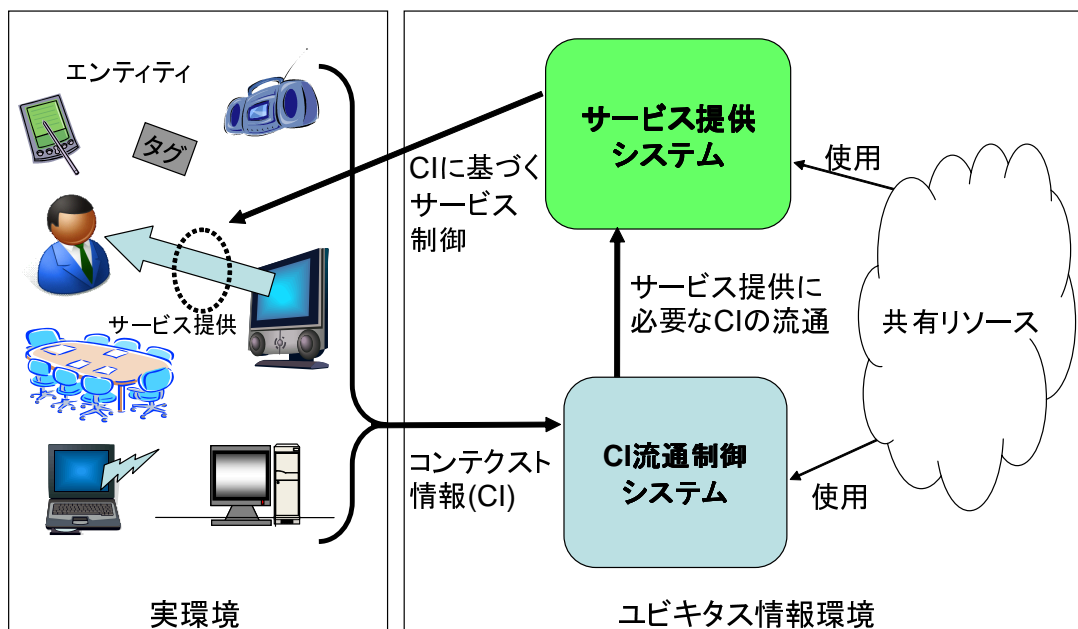 エンティティ
タグ
サービス提供
実環境
CIに基づく
サービス
制御
コンテクスト
情報(CI)
サービス提供
システム
サービス提供に
必要なCIの流通
CI流通制御
システム
使用
共有リソース
使用
ユビキタス情報環境